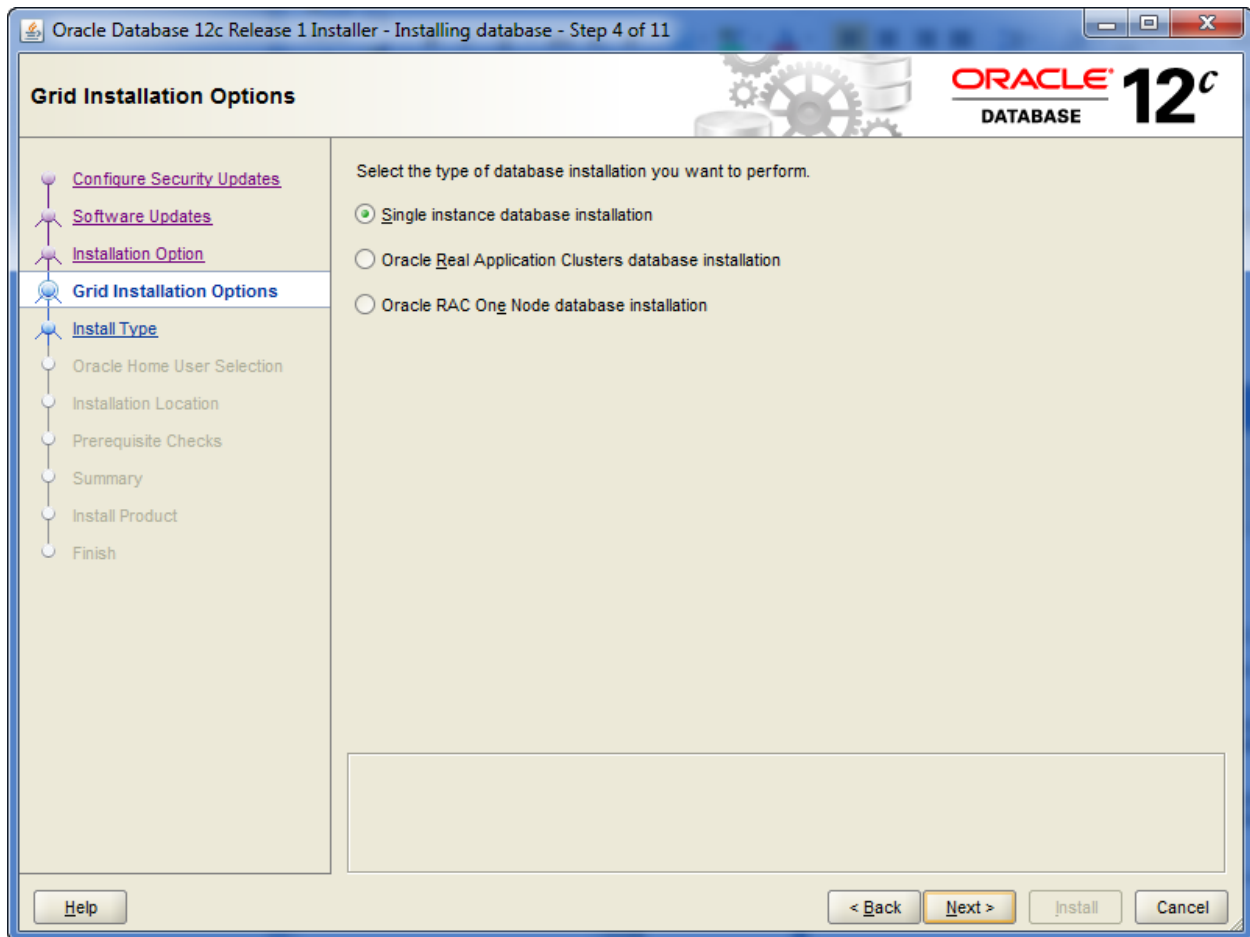 Oracle Database 12c Release 1 Installer - Installing database - Step 4 of 11
Grid Installation Options
ORACLE
DATABASE
12c
Configure Security Updates
Software Updates
Installation Option
Grid Installation Options
Install Type
Oracle Home User Selection
Installation Location
Prerequisite Checks
Summary
Install Product
Finish
Select the type of database installation you want to perform.
Single instance database installation
Oracle Real Application Clusters database installation
Oracle RAC One Node database installation
Help
< Back
Next >
Install
Cancel